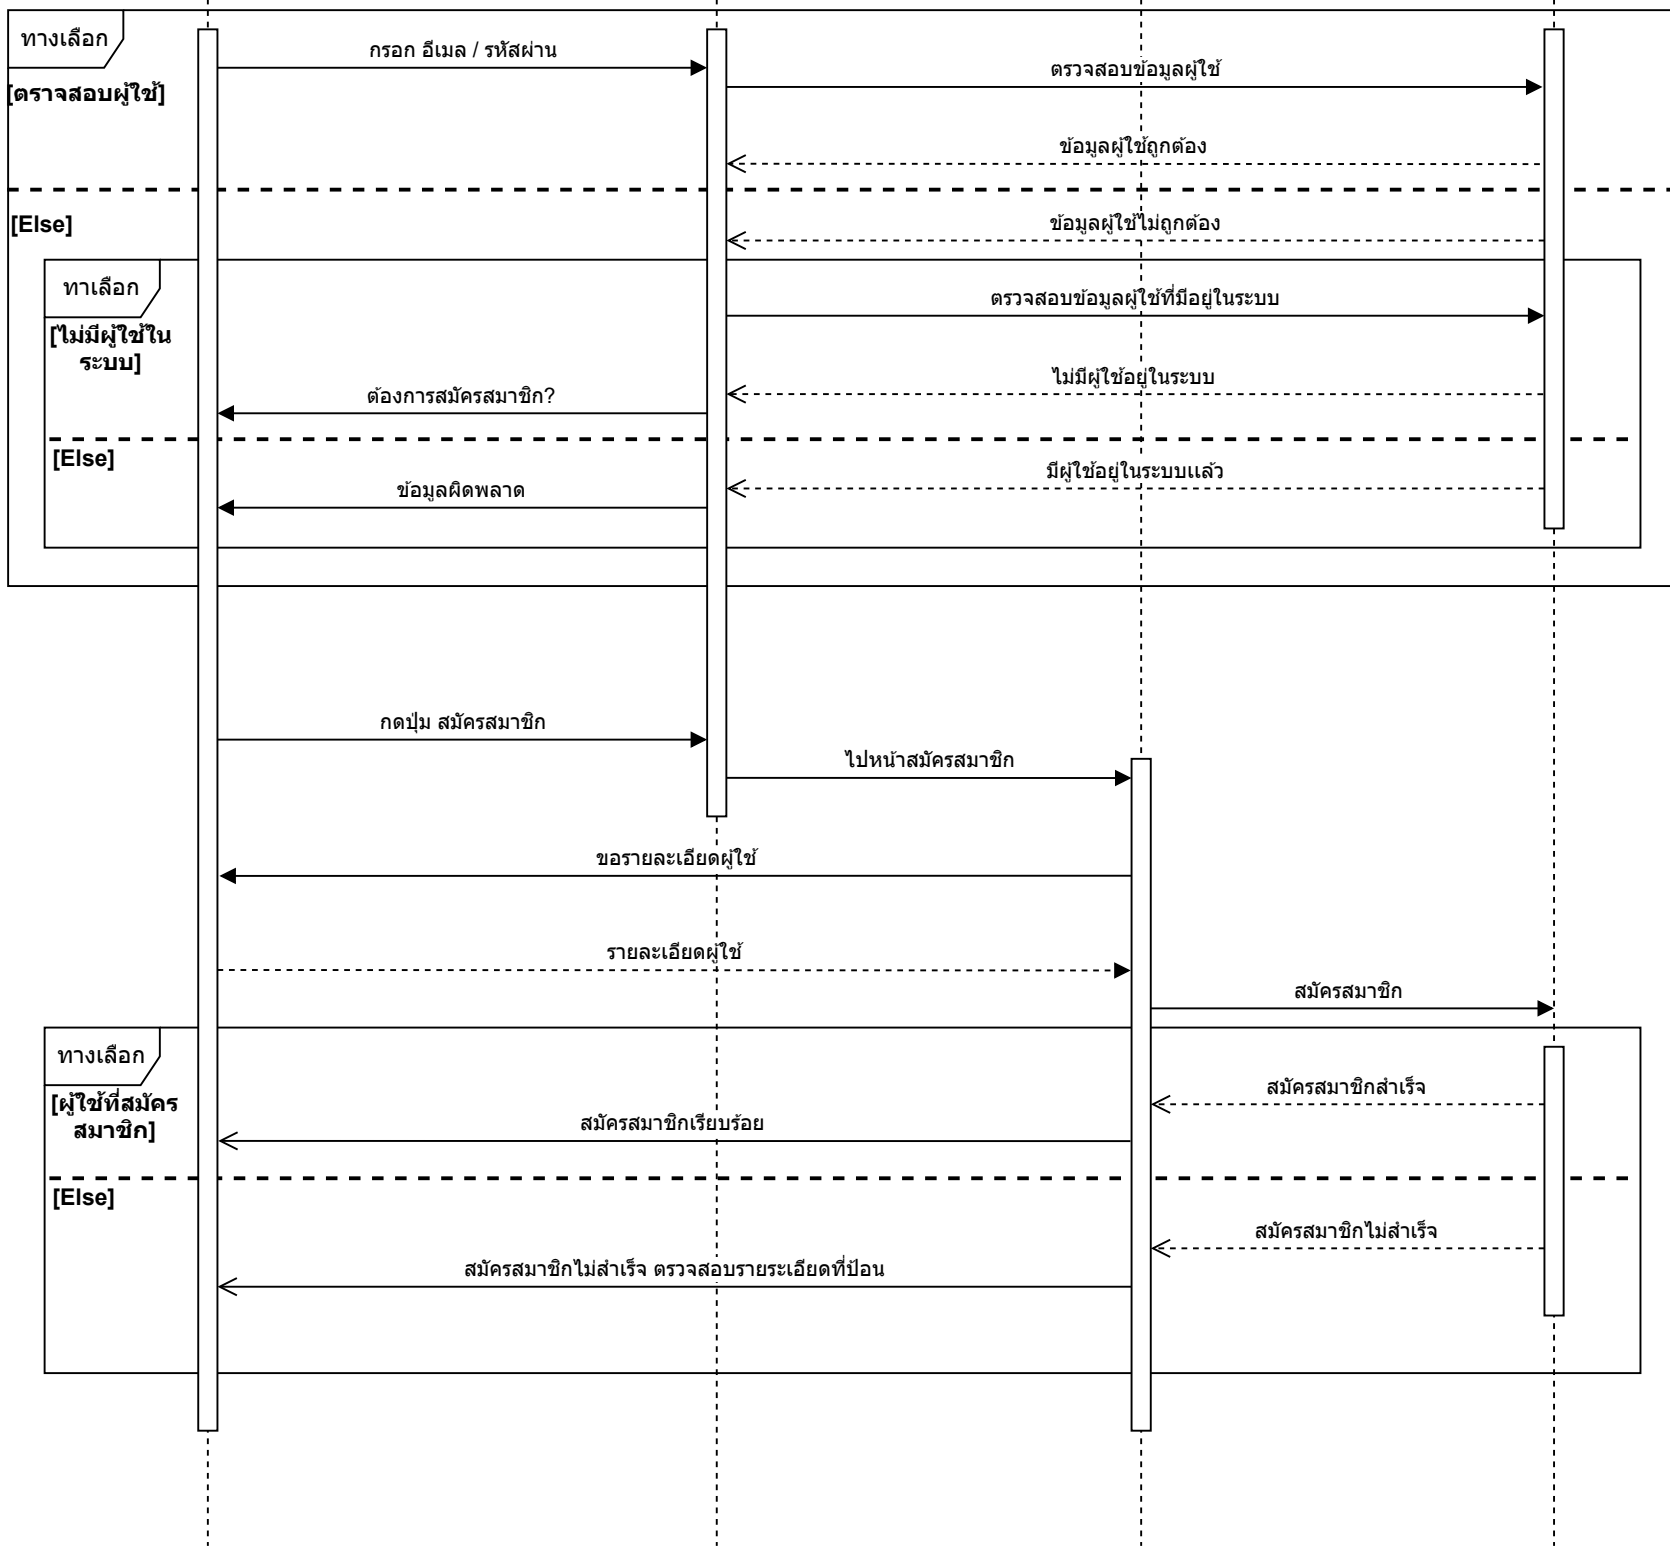 ทางเลือก
กรอก อีเมล / รหัสผ่าน
ตรวจสอบข้อมูลผู้ใช้
[ตราจสอบผู้ใช้]
ข้อมูลผู้ใช้ถูกต้อง
[Else]
ข้อมูลผู้ใช้ไม่ถูกต้อง
ทาเลือก
ตรวจสอบข้อมูลผู้ใช้ที่มีอยู่ในระบบ
[ไม่มีผู้ใช้ใน
ระบบ]
ไม่มีผู้ใช้อยู่ในระบบ
ต้องการสมัครสมาชิก?
[Else]
มีผู้ใช้อยู่ในระบบแล้ว
ข้อมูลผิดพลาด
กดปุ่ม สมัครสมาชิก
ไปหน้าสมัครสมาชิก
ขอรายละเอียดผู้ใช้
รายละเอียดผู้ใช้
สมัครสมาชิก
ทางเลือก
[ผู้ใช้ที่สมัคร
สมาชิก]
สมัครสมาชิกสำเร็จ
สมัครสมาชิกเรียบร้อย
[Else]
สมัครสมาชิกไม่สำเร็จ
สมัครสมาชิกไม่สำเร็จ ตรวจสอบรายระเอียดที่ป้อน